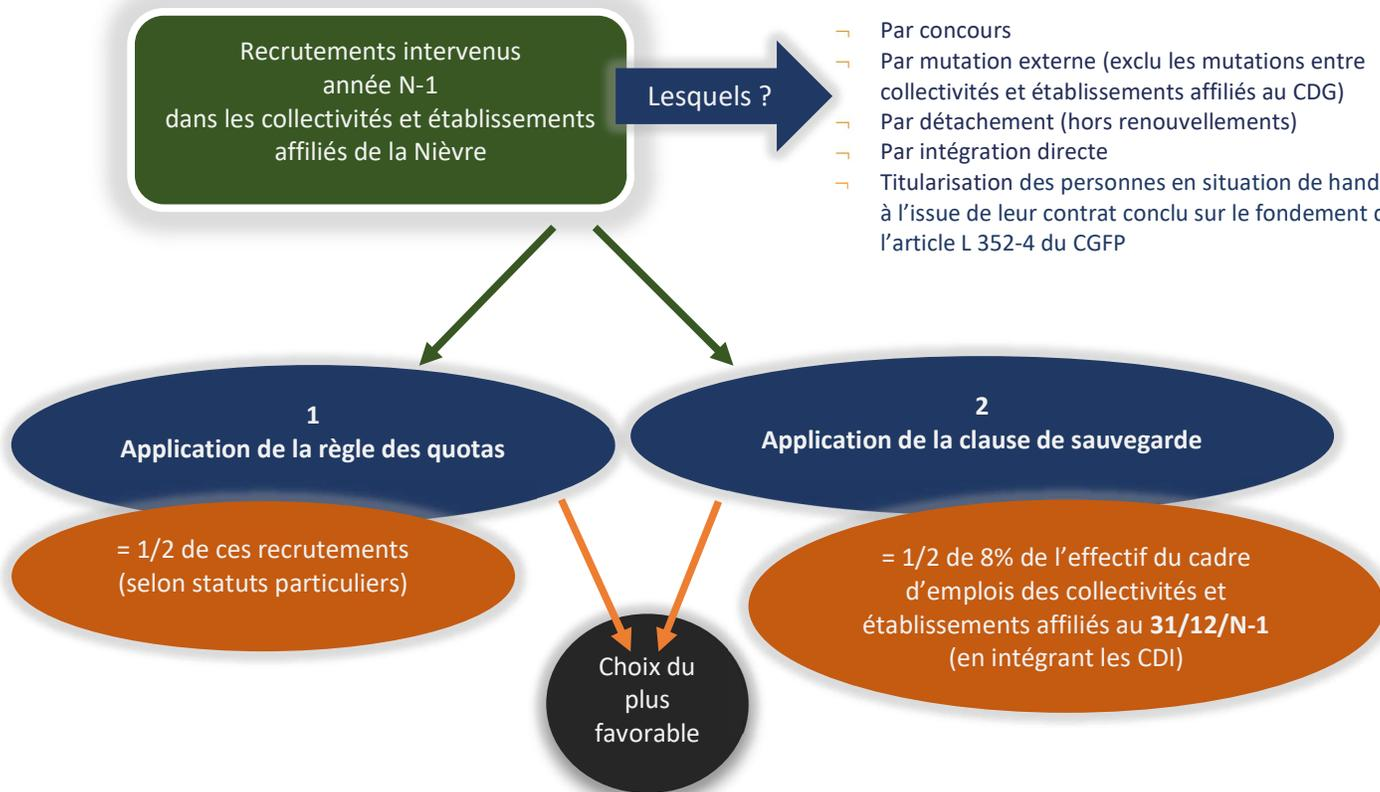 Recrutements intervenus
année N-1
dans les collectivités et établissements
affiliés de la Nièvre
Lesquels ?
¬ Par concours
¬ Par mutation externe (exclu les mutations entre
collectivités et établissements affiliés au CDG)
¬ Par détachement (hors renouvellements)
¬ Par intégration directe
¬ Titularisation des personnes en situation de hand
à l’issue de leur contrat conclu sur le fondement
l’article L 352-4 du CGFP
1
Application de la règle des quotas
2
Application de la clause de sauvegarde
= 1/2 de ces recrutements
(selon statuts particuliers)
= 1/2 de 8% de l’effectif du cadre
d’emplois des collectivités et
établissements affiliés au 31/12/N-1
(en intégrant les CDI)
Choix du
plus
favorable